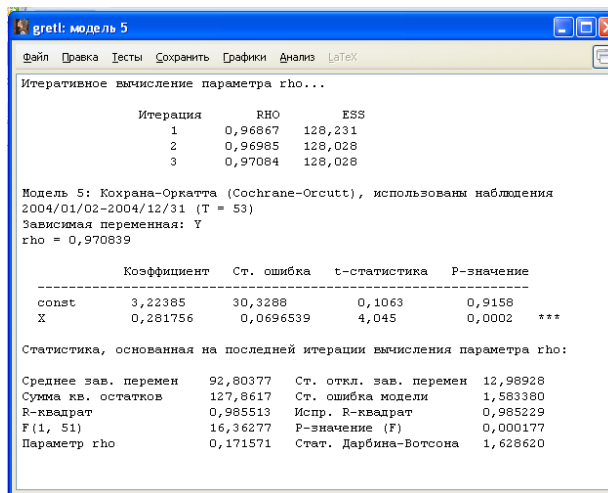 gretl: модель 5
Файл Правка Тесты Сохранить Графики Анализ LaTeX
Итеративное вычисление параметра rho...
Итерация RHO ESS
1 0,96867 128,231
2 0,96985 128,028
3 0,97084 128,028
Модель 5: Кохрана-Оркатта (Cochrane-Orcutt), использованы наблюдения
2004/01/02-2004/12/31 (T = 53)
Зависимая переменная: Y
rho = 0,970839
Коэффициент Ст. ошибка t-статистика P-значение
const 3,22385 30,3288 0,1063 0,9158
X 0,281756 0,0696539 4,045 0,0002 ***
Статистика, основанная на последней итерации вычисления параметра rho:
Среднее зав. перемен 92,80377 Ст. откл. зав. перемен 12,98928
Сумма кв. остатков 127,8617 Ст. ошибка модели 1,583380
R-квадрат 0,985513 Испр. R-квадрат 0,985229
F(1, 51) 16,36277 P-значение (F) 0,000177
Параметр rho 0,171571 Стат. Дарбина-Вотсона 1,628620